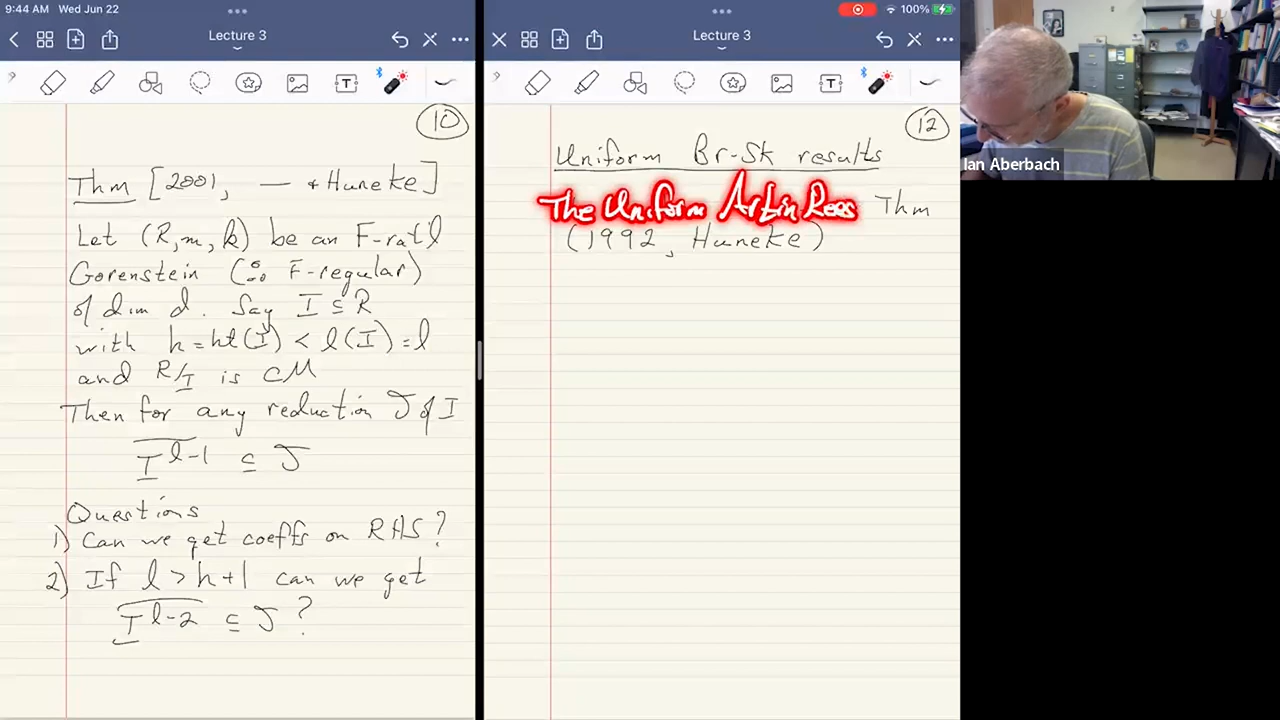 9:44 AM Wed Jun 22
Lecture 3
10
Thm [2001, — + Huneke]
Let (R,m,k) be an F-rat'l
Gorenstein (∴ F-regular)
of dim d. Say I ⊆ R
with h = ht(I) < l(I) = l
and R/I is CM
Then for any reduction J of I
\overline{I^{l-1}} ⊆ J
Questions
1) Can we get coeffs on RHS?
2) If l > h+1 can we get
\overline{I^{l-2}} ⊆ J ?
100%
Lecture 3
12
Uniform Br-Sk results
The Uniform Artin Rees Thm
(1992, Huneke)
Ian Aberbach